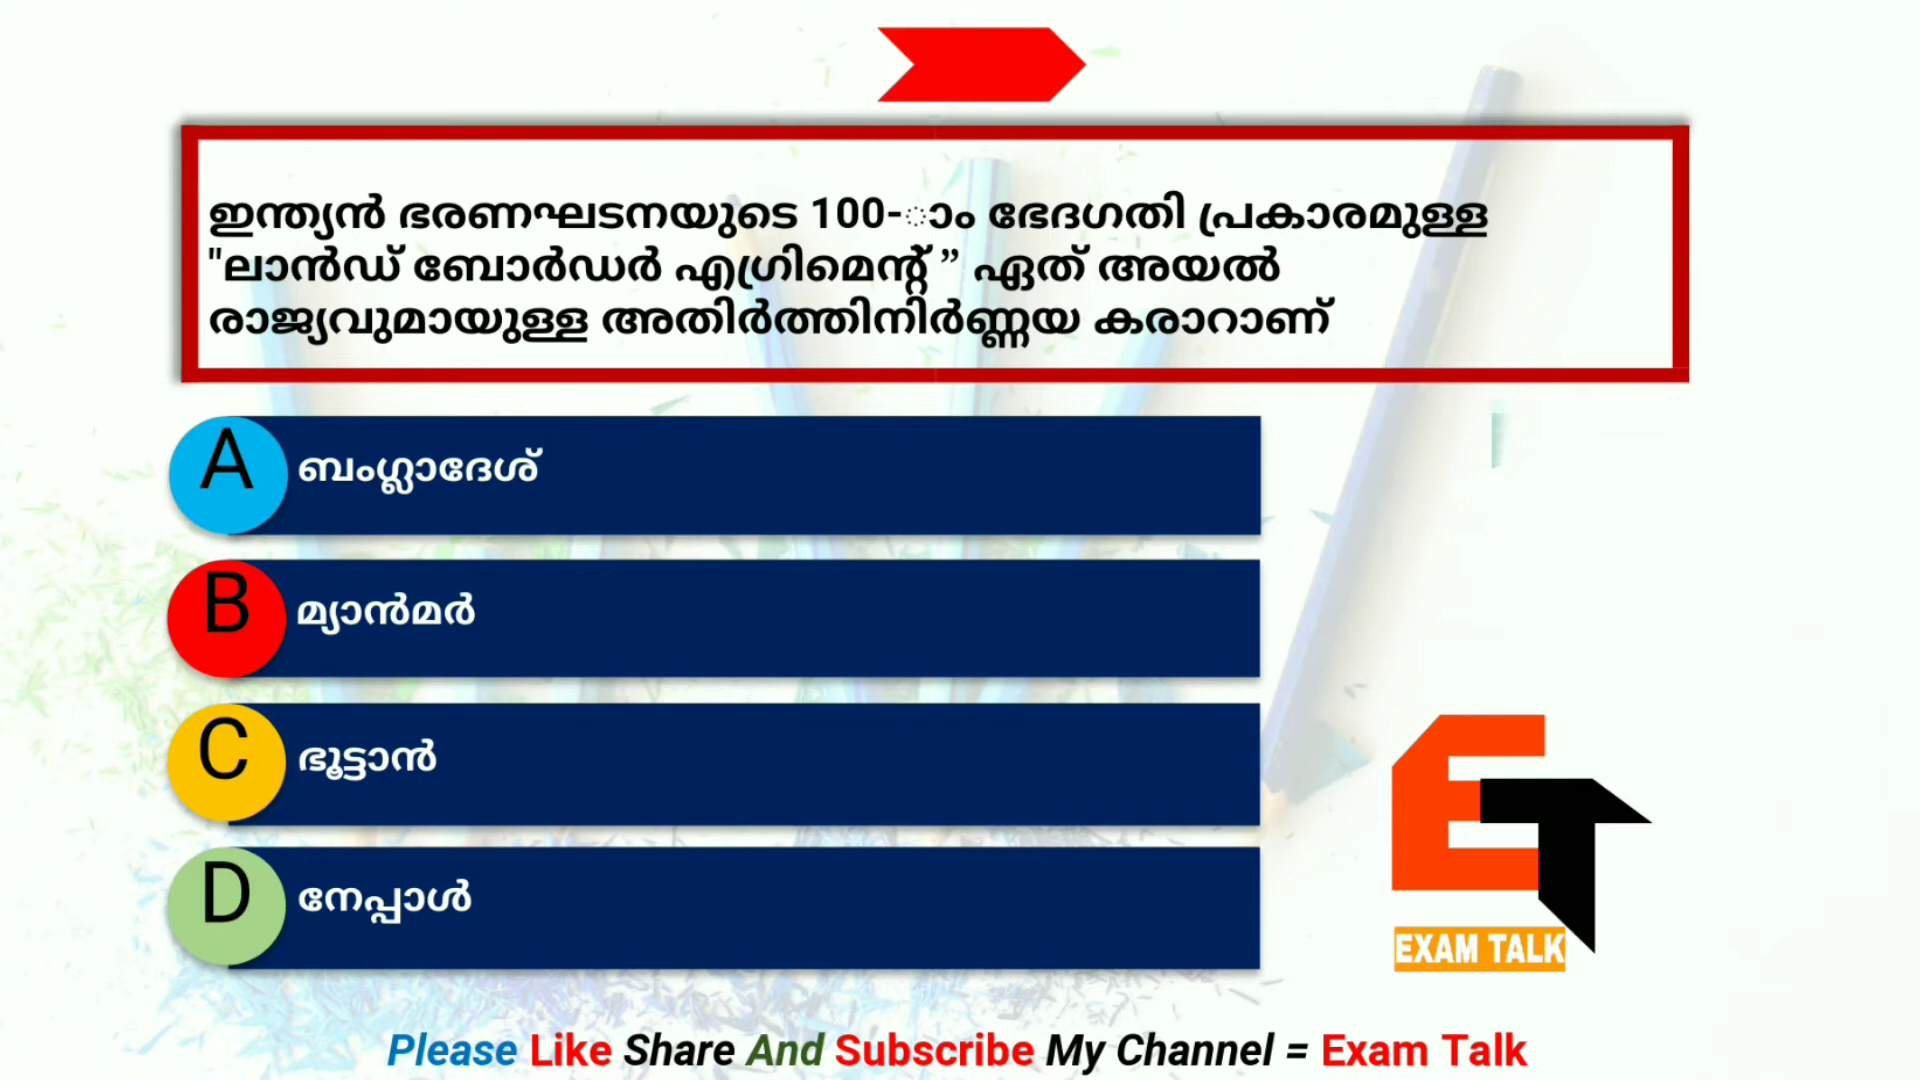 ഇന്ത്യൻ ഭരണഘടനയുടെ 100-ാം ഭേദഗതി പ്രകാരമുള്ള
"ലാൻഡ് ബോർഡർ എഗ്രിമെന്റ് ” ഏത് അയൽ
രാജ്യവുമായുള്ള അതിർത്തിനിർണ്ണയ കരാറാണ്
A ബംഗ്ലാദേശ്
B മ്യാൻമർ
C ഭൂട്ടാൻ
D നേപ്പാൾ
ET
EXAM TALK
Please Like Share And Subscribe My Channel = Exam Talk